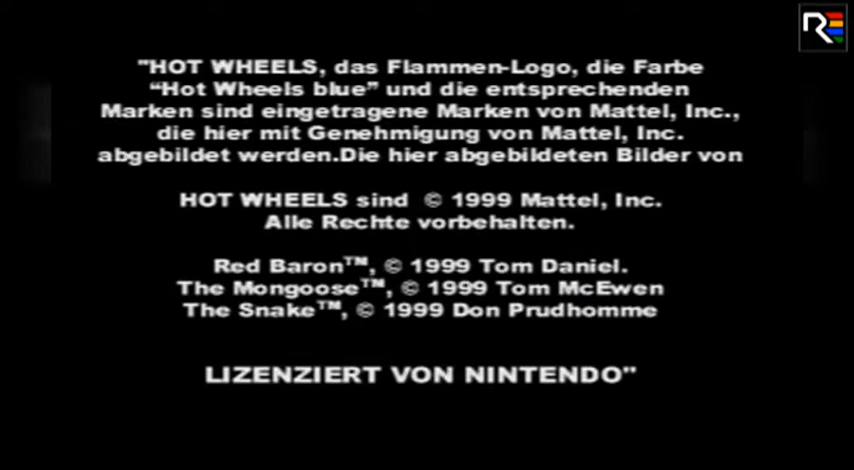 "HOT WHEELS, das Flammen-Logo, die Farbe
“Hot Wheels blue” und die entsprechenden
Marken sind eingetragene Marken von Mattel, Inc.,
die hier mit Genehmigung von Mattel, Inc.
abgebildet werden.Die hier abgebildeten Bilder von
HOT WHEELS sind © 1999 Mattel, Inc.
Alle Rechte vorbehalten.
Red Baron™, © 1999 Tom Daniel.
The Mongoose™, © 1999 Tom McEwen
The Snake™, © 1999 Don Prudhomme
LIZENZIERT VON NINTENDO"